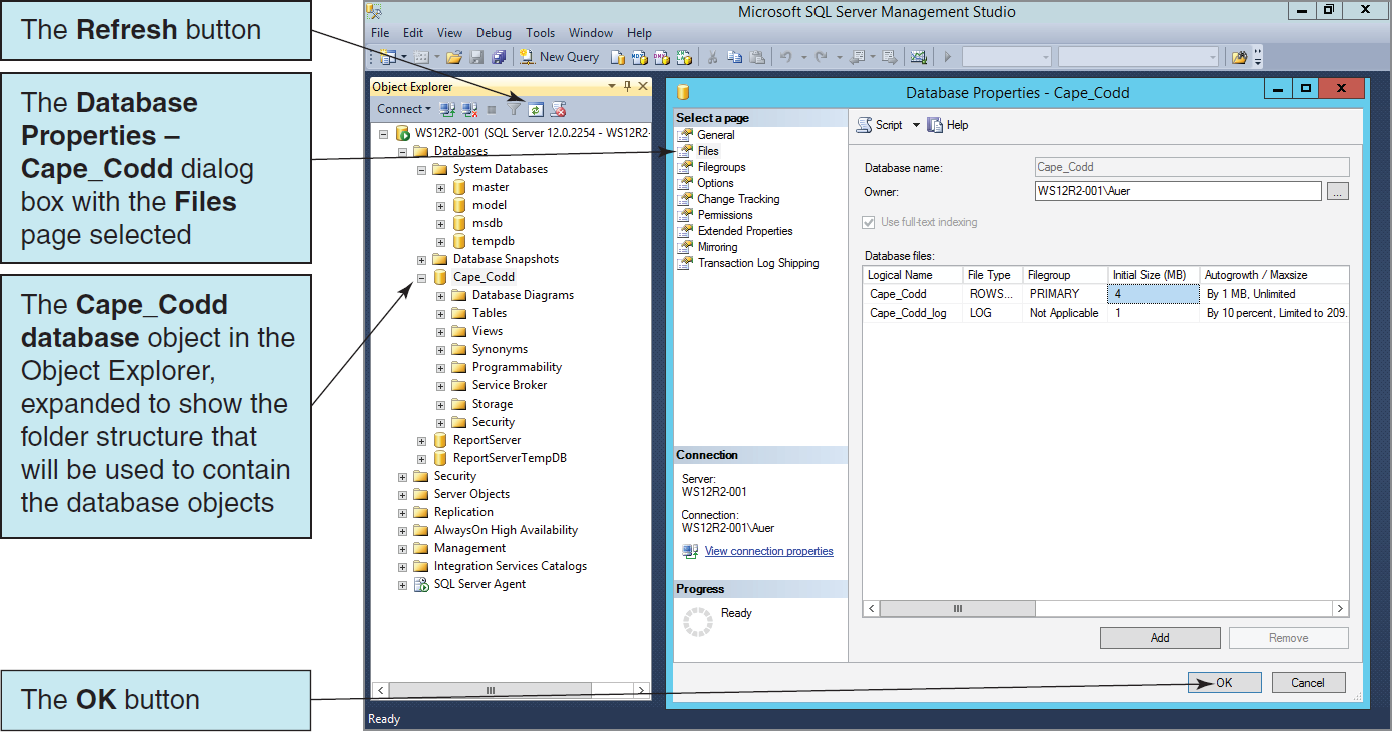 The Refresh button
The Database
Properties –
Cape_Codd dialog
box with the Files
page selected
The Cape_Codd
database object in the
Object Explorer,
expanded to show the
folder structure that
will be used to contain
the database objects
The OK button
Microsoft SQL Server Management Studio
File Edit View Debug Tools Window Help
New Query
Object Explorer
Connect
WS12R2-001 (SQL Server 12.0.2254 - WS12R2-
Databases
System Databases
master
model
msdb
tempdb
Database Snapshots
Cape_Codd
Database Diagrams
Tables
Views
Synonyms
Programmability
Service Broker
Storage
Security
ReportServer
ReportServerTempDB
Security
Server Objects
Replication
AlwaysOn High Availability
Management
Integration Services Catalogs
SQL Server Agent
Ready
Database Properties - Cape_Codd
Select a page
General
Files
Filegroups
Options
Change Tracking
Permissions
Extended Properties
Mirroring
Transaction Log Shipping
Connection
Server:
WS12R2-001
Connection:
WS12R2-001\Auer
View connection properties
Progress
Ready
Script Help
Database name: Cape_Codd
Owner: WS12R2-001\Auer ...
Use full-text indexing
Database files:
Logical Name File Type Filegroup Initial Size (MB) Autogrowth / Maxsize
Cape_Codd ROWS... PRIMARY 4 By 1 MB, Unlimited
Cape_Codd_log LOG Not Applicable 1 By 10 percent, Limited to 209.
Add Remove
OK Cancel